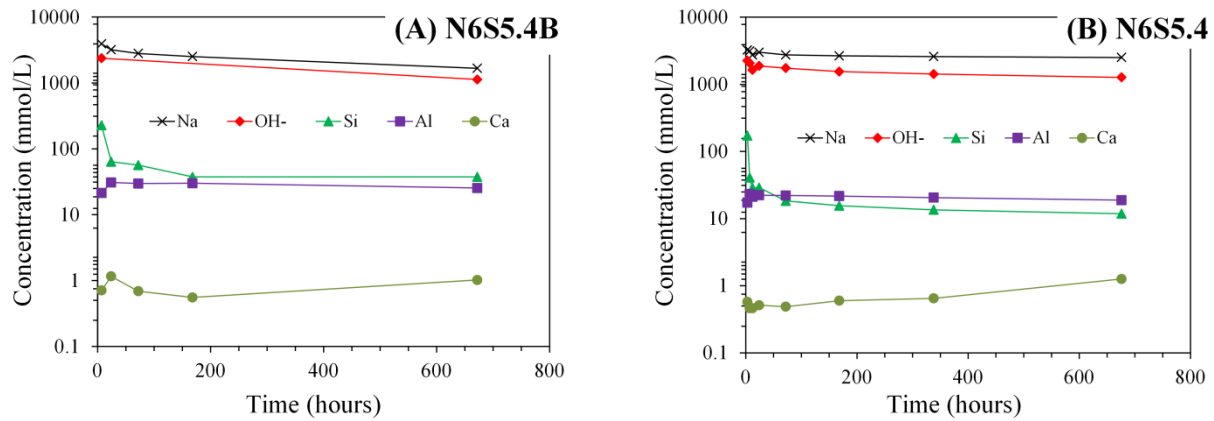 (A) N6S5.4B
Concentration (mmol/L)
10000
1000
100
10
1
0.1
Na OH- Si Al Ca
0 200 400 600 800
Time (hours)
(B) N6S5.4
Concentration (mmol/L)
10000
1000
100
10
1
0.1
Na OH- Si Al Ca
0 200 400 600 800
Time (hours)